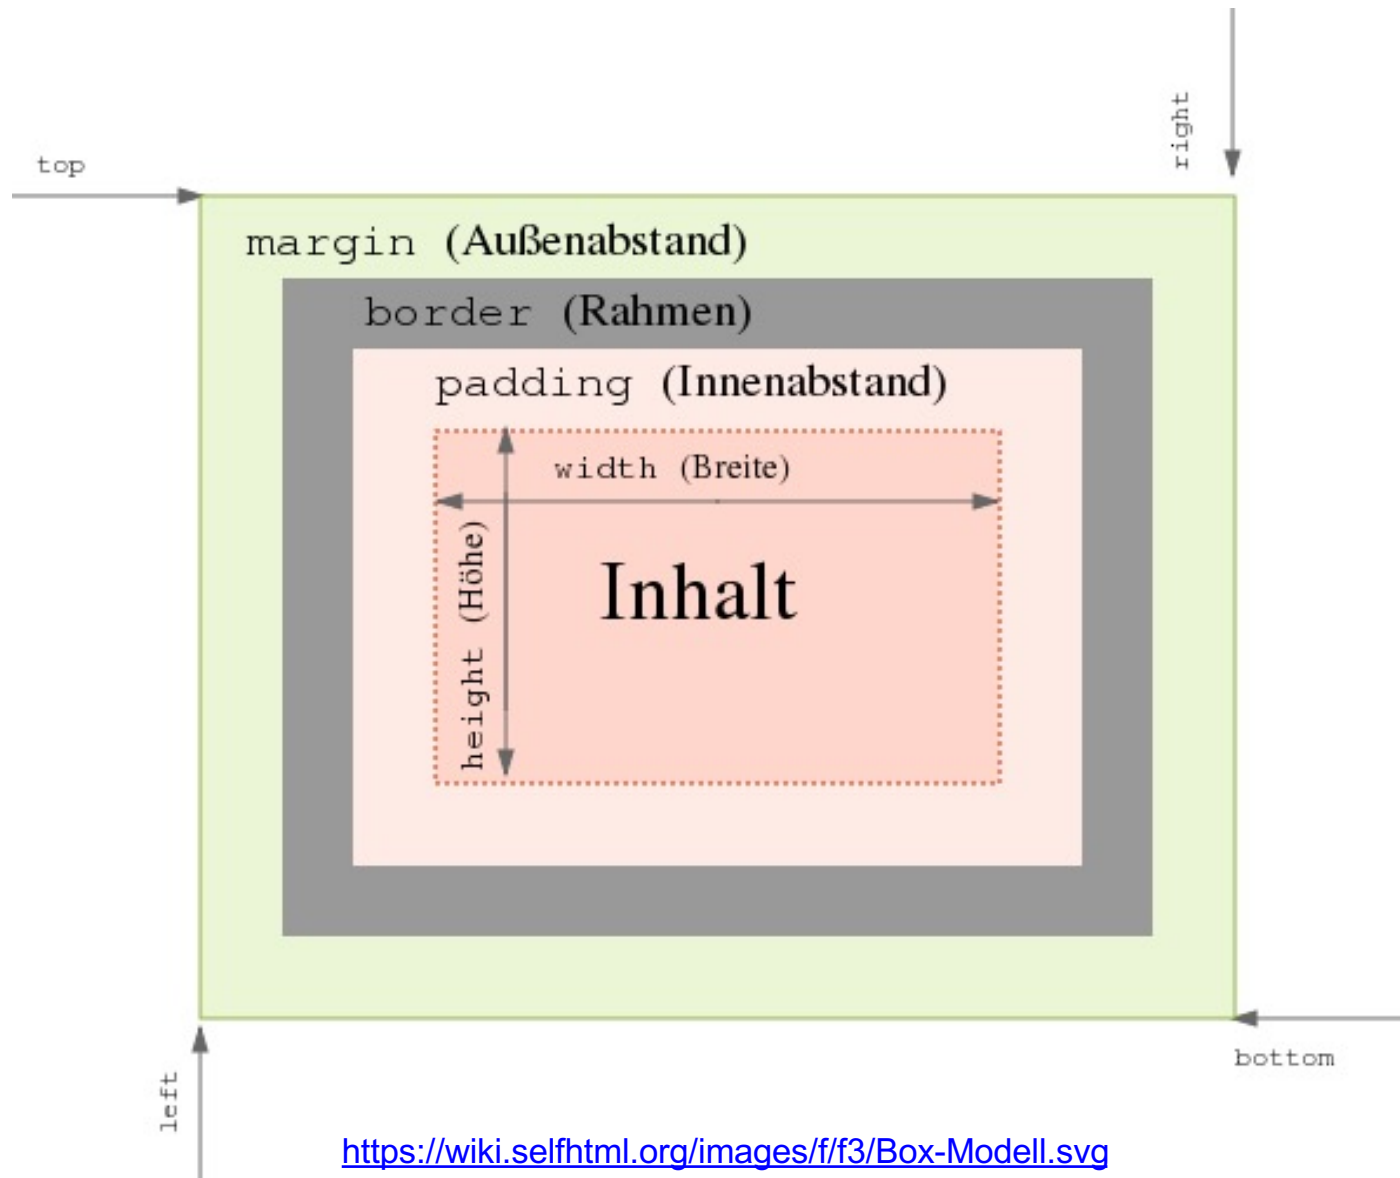 right
top
margin (Außenabstand)
border (Rahmen)
padding (Innenabstand)
width (Breite)
height (Höhe)
Inhalt
bottom
left
https://wiki.selfhtml.org/images/f/f3/Box-Modell.svg